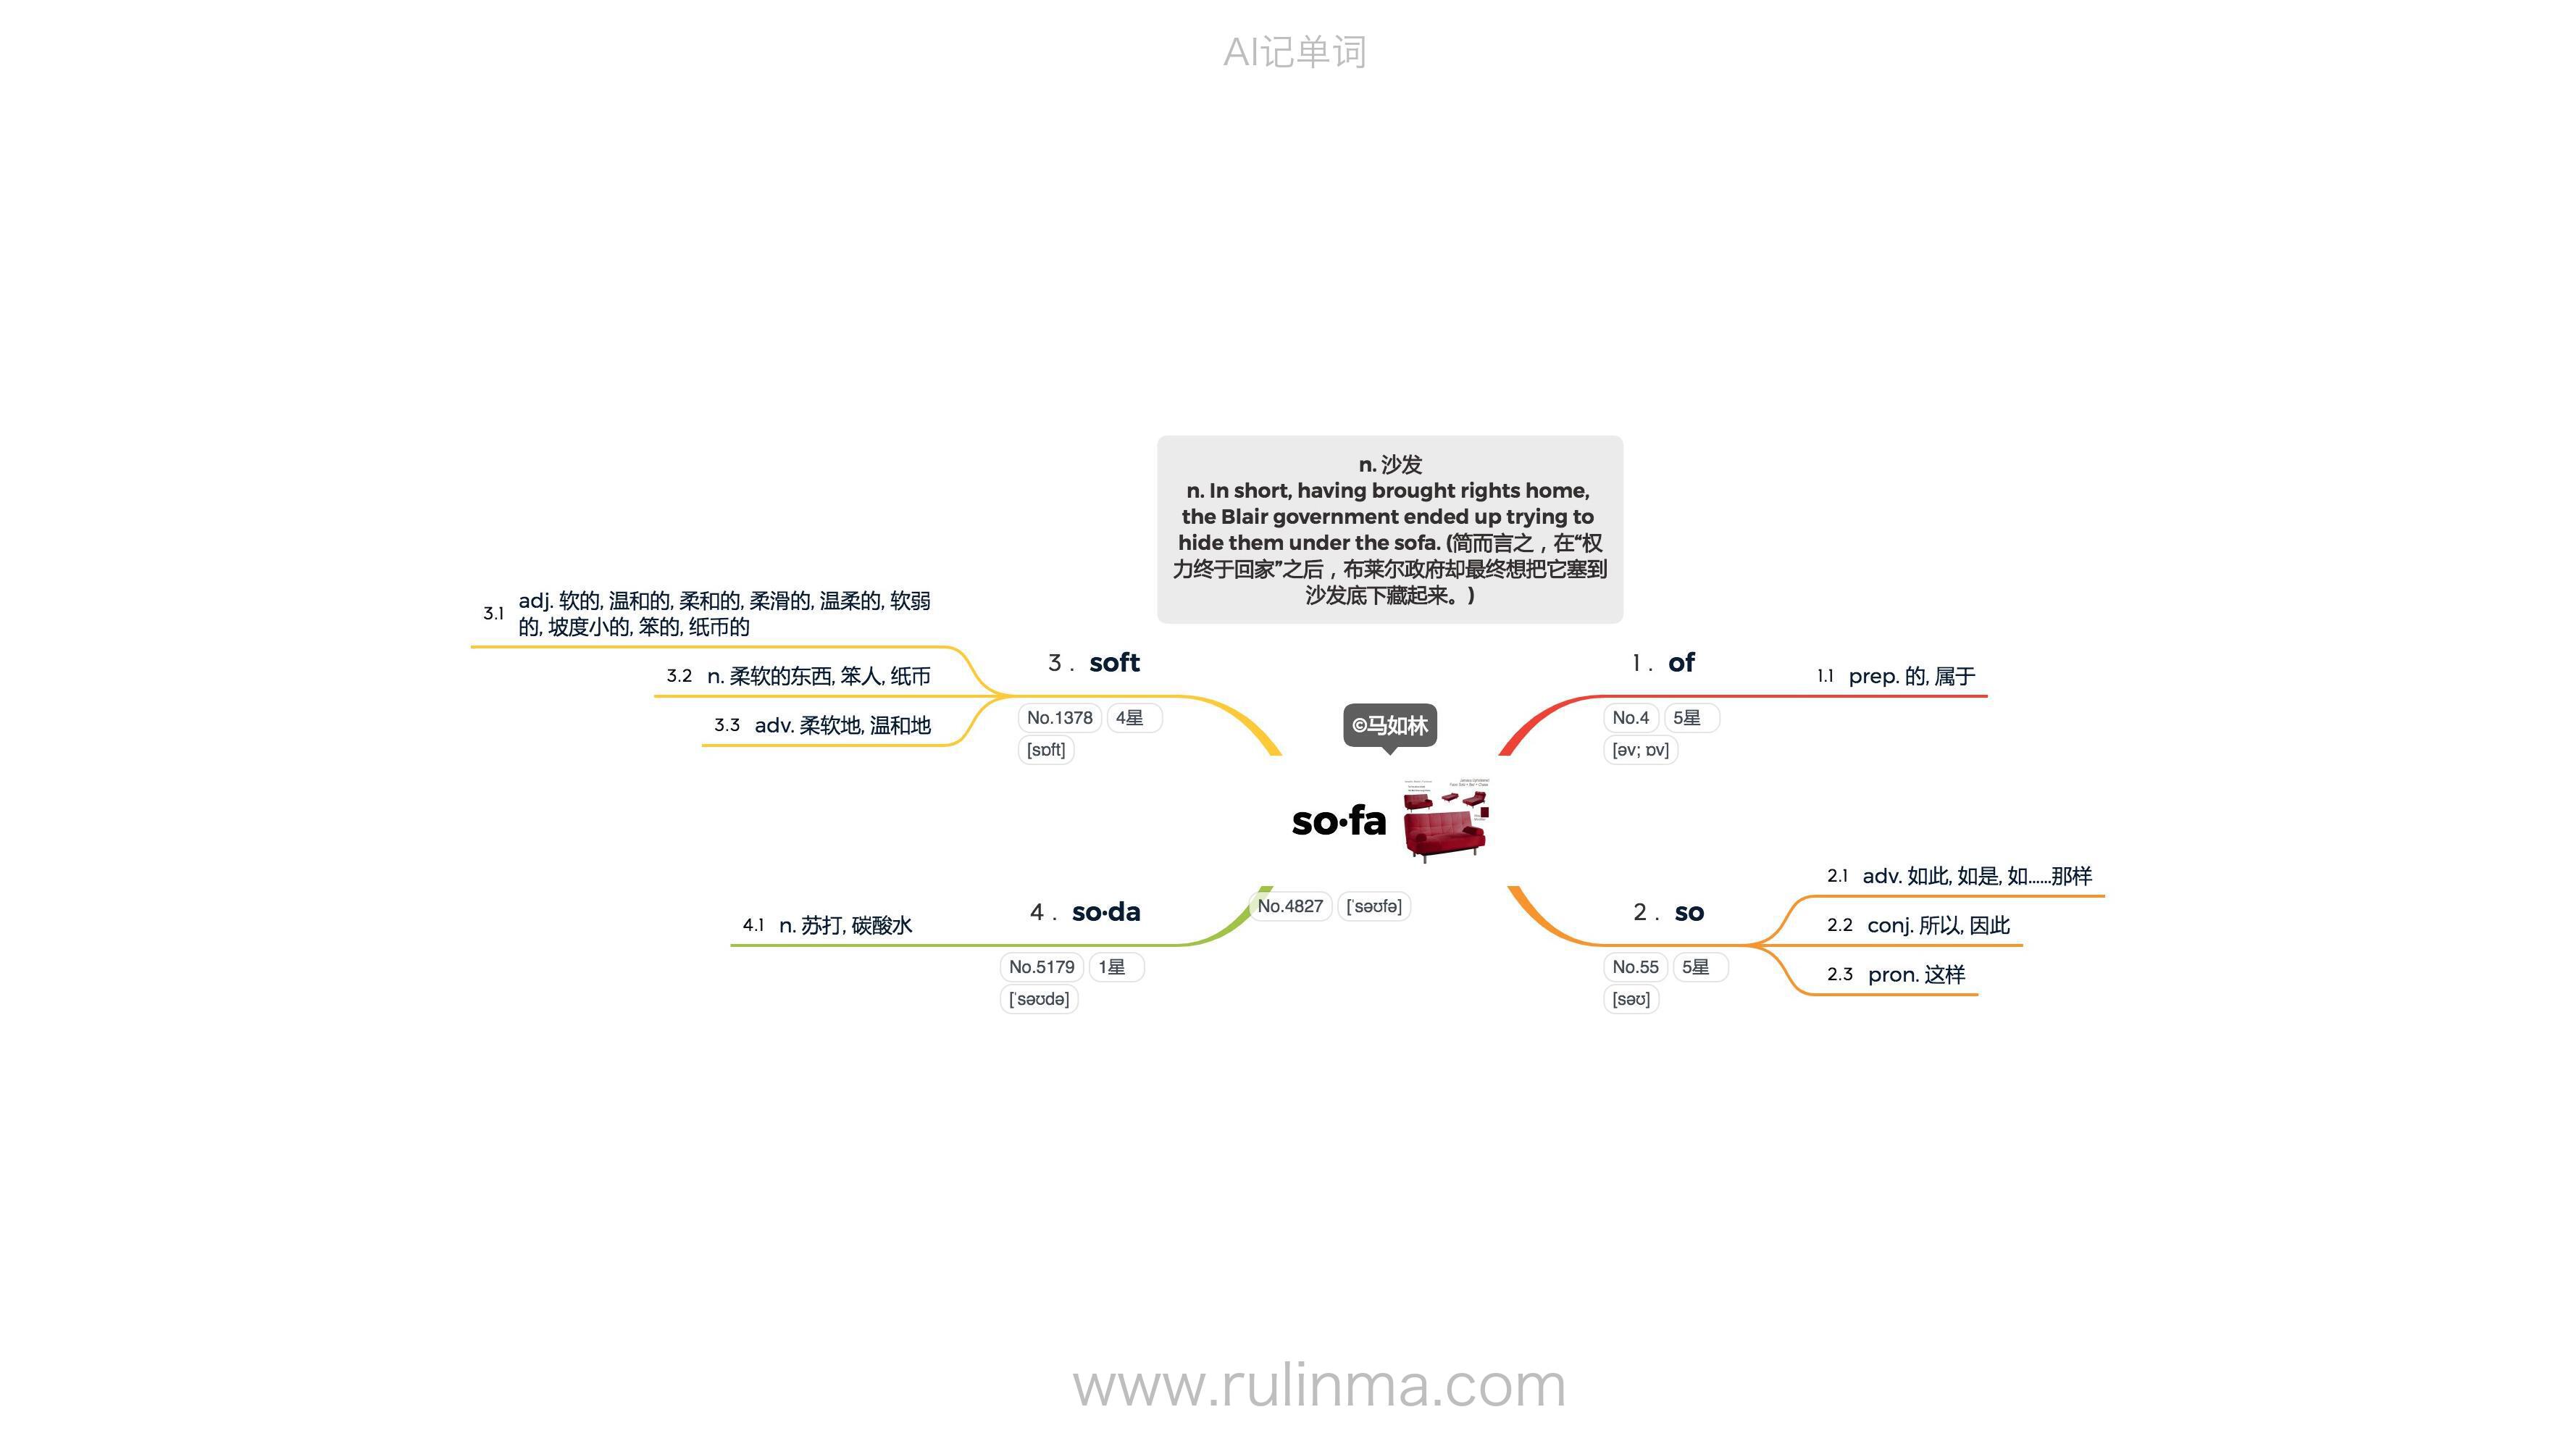 AI记单词
n. 沙发
n. In short, having brought rights home,
the Blair government ended up trying to
hide them under the sofa. (简而言之，在“权
力终于回家”之后，布莱尔政府却最终想把它塞到
沙发底下藏起来。)
©马如林
so•fa
No.4827 [ˈsəʊfə]
1. of
No.4 5星
[əv; ɒv]
1.1 prep. 的, 属于
2. so
No.55 5星
[səʊ]
2.1 adv. 如此, 如是, 如……那样
2.2 conj. 所以, 因此
2.3 pron. 这样
3. soft
No.1378 4星
[sɒft]
3.1 adj. 软的, 温和的, 柔和的, 柔滑的, 温柔的, 软弱
的, 坡度小的, 笨的, 纸币的
3.2 n. 柔软的东西, 笨人, 纸币
3.3 adv. 柔软地, 温和地
4. so•da
No.5179 1星
[ˈsəʊdə]
4.1 n. 苏打, 碳酸水
www.rulinma.com